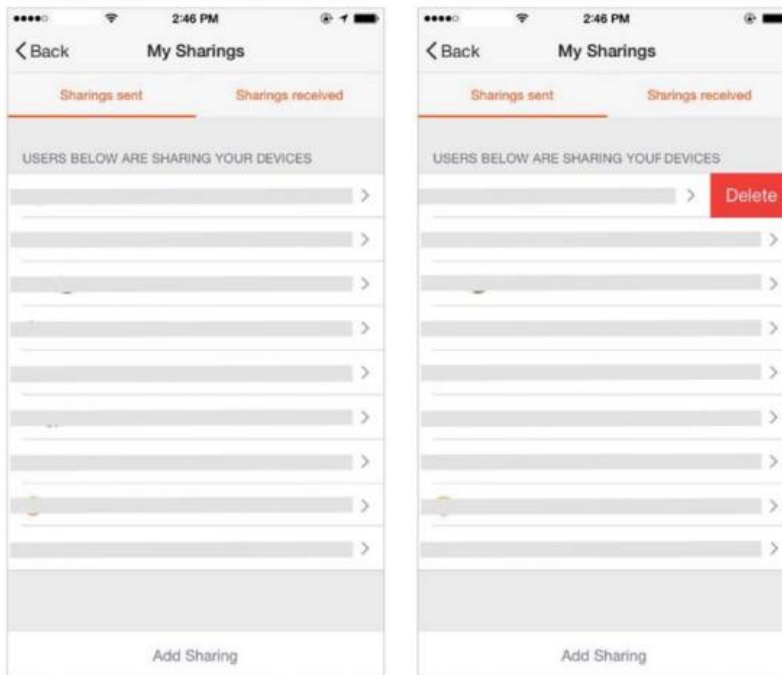 2:46 PM
Back My Sharings
Sharings sent Sharings received
USERS BELOW ARE SHARING YOUR DEVICES
Add Sharing
2:46 PM
Back My Sharings
Sharings sent Sharings received
USERS BELOW ARE SHARING YOUR DEVICES
Delete
Add Sharing